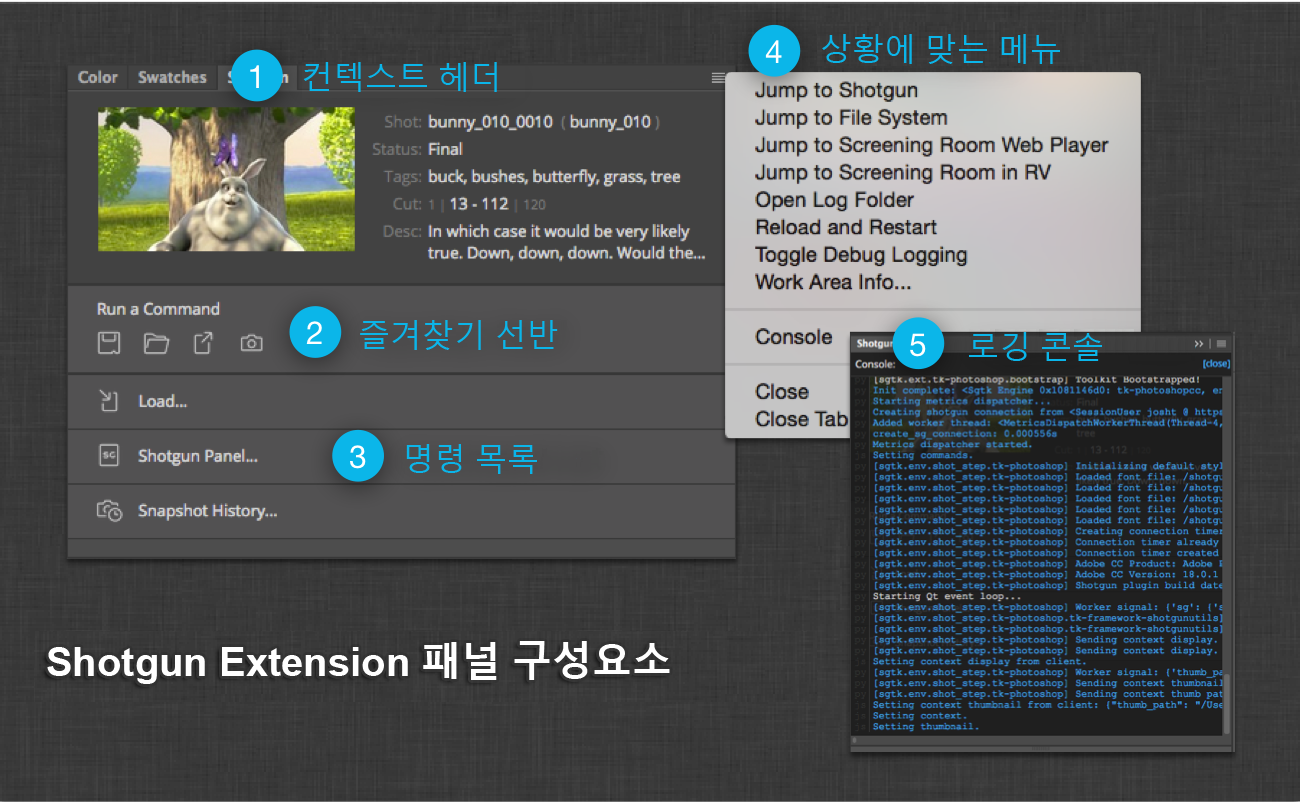 Color Swatches
1 컨텍스트 헤더
Shot: bunny_010_0010 ( bunny_010 )
Status: Final
Tags: buck, bushes, butterfly, grass, tree
Cut: 1 | 13 - 112 | 120
Desc: In which case it would be very likely
true. Down, down, down. Would the...
Run a Command
2 즐겨찾기 선반
Load...
Shotgun Panel...
3 명령 목록
Snapshot History...
4 상황에 맞는 메뉴
Jump to Shotgun
Jump to File System
Jump to Screening Room Web Player
Jump to Screening Room in RV
Open Log Folder
Reload and Restart
Toggle Debug Logging
Work Area Info...
Console
Close
Close Tab
5 로깅 콘솔
Console: [close]
[sgtk.ext.tk-photoshop.bootstrap] Toolkit Bootstrapped!
Init complete: <Sgtk Engine 0x1081146d0: tk-photoshopcc, en
Starting metrics dispatcher...
Creating shotgun connection from <SessionUser josht @ https
Added worker thread: <MetricsDispatchWorkerThread(Thread-4,
create_sg_connection: 0.000556s
Metrics dispatcher started.
Setting commands.
[sgtk.env.shot_step.tk-photoshop] Initializing default styl
[sgtk.env.shot_step.tk-photoshop] Loaded font file: /shotgu
[sgtk.env.shot_step.tk-photoshop] Loaded font file: /shotgu
[sgtk.env.shot_step.tk-photoshop] Loaded font file: /shotgu
[sgtk.env.shot_step.tk-photoshop] Loaded font file: /shotgu
[sgtk.env.shot_step.tk-photoshop] Loaded font file: /shotgu
[sgtk.env.shot_step.tk-photoshop] Creating connection timer
[sgtk.env.shot_step.tk-photoshop] Connection timer already
[sgtk.env.shot_step.tk-photoshop] Connection timer created
[sgtk.env.shot_step.tk-photoshop] Adobe CC Product: Adobe P
[sgtk.env.shot_step.tk-photoshop] Adobe CC Version: 18.0.1
[sgtk.env.shot_step.tk-photoshop] Shotgun plugin build date
Starting Qt event loop...
[sgtk.env.shot_step.tk-photoshop] Worker signal: {'sg': {'s
[sgtk.env.shot_step.tk-photoshop.tk-framework-shotgunutils]
[sgtk.env.shot_step.tk-photoshop.tk-framework-shotgunutils]
[sgtk.env.shot_step.tk-photoshop] Sending context display.
[sgtk.env.shot_step.tk-photoshop] Sending context display.
Setting context display from client.
[sgtk.env.shot_step.tk-photoshop] Worker signal: {'thumb_pa
[sgtk.env.shot_step.tk-photoshop] Sending context thumbnail
[sgtk.env.shot_step.tk-photoshop] Sending context thumb pat
Setting context thumbnail from client: {"thumb_path": "/Use
Setting context.
Setting thumbnail.
Shotgun Extension 패널 구성요소